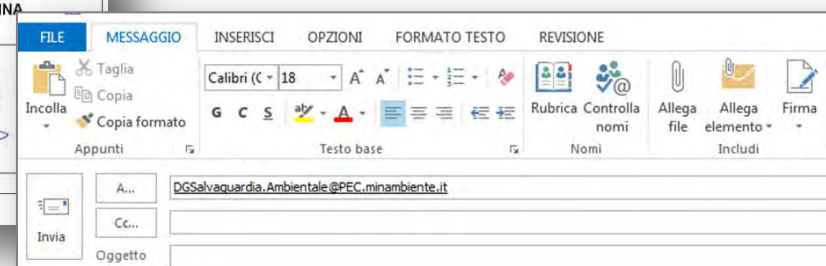 NA
FILE MESSAGGIO INSERISCI OPZIONI FORMATO TESTO REVISIONE
Incolla
Taglia
Copia
Copia formato
Appunti
Calibri (C 18
G C S
Testo base
Rubrica Controlla nomi
Nomi
Allega file Allega elemento Firma
Includi
Invia
A... DGSalvaguardia.Ambientale@PEC.minambiente.it
Cc...
Oggetto